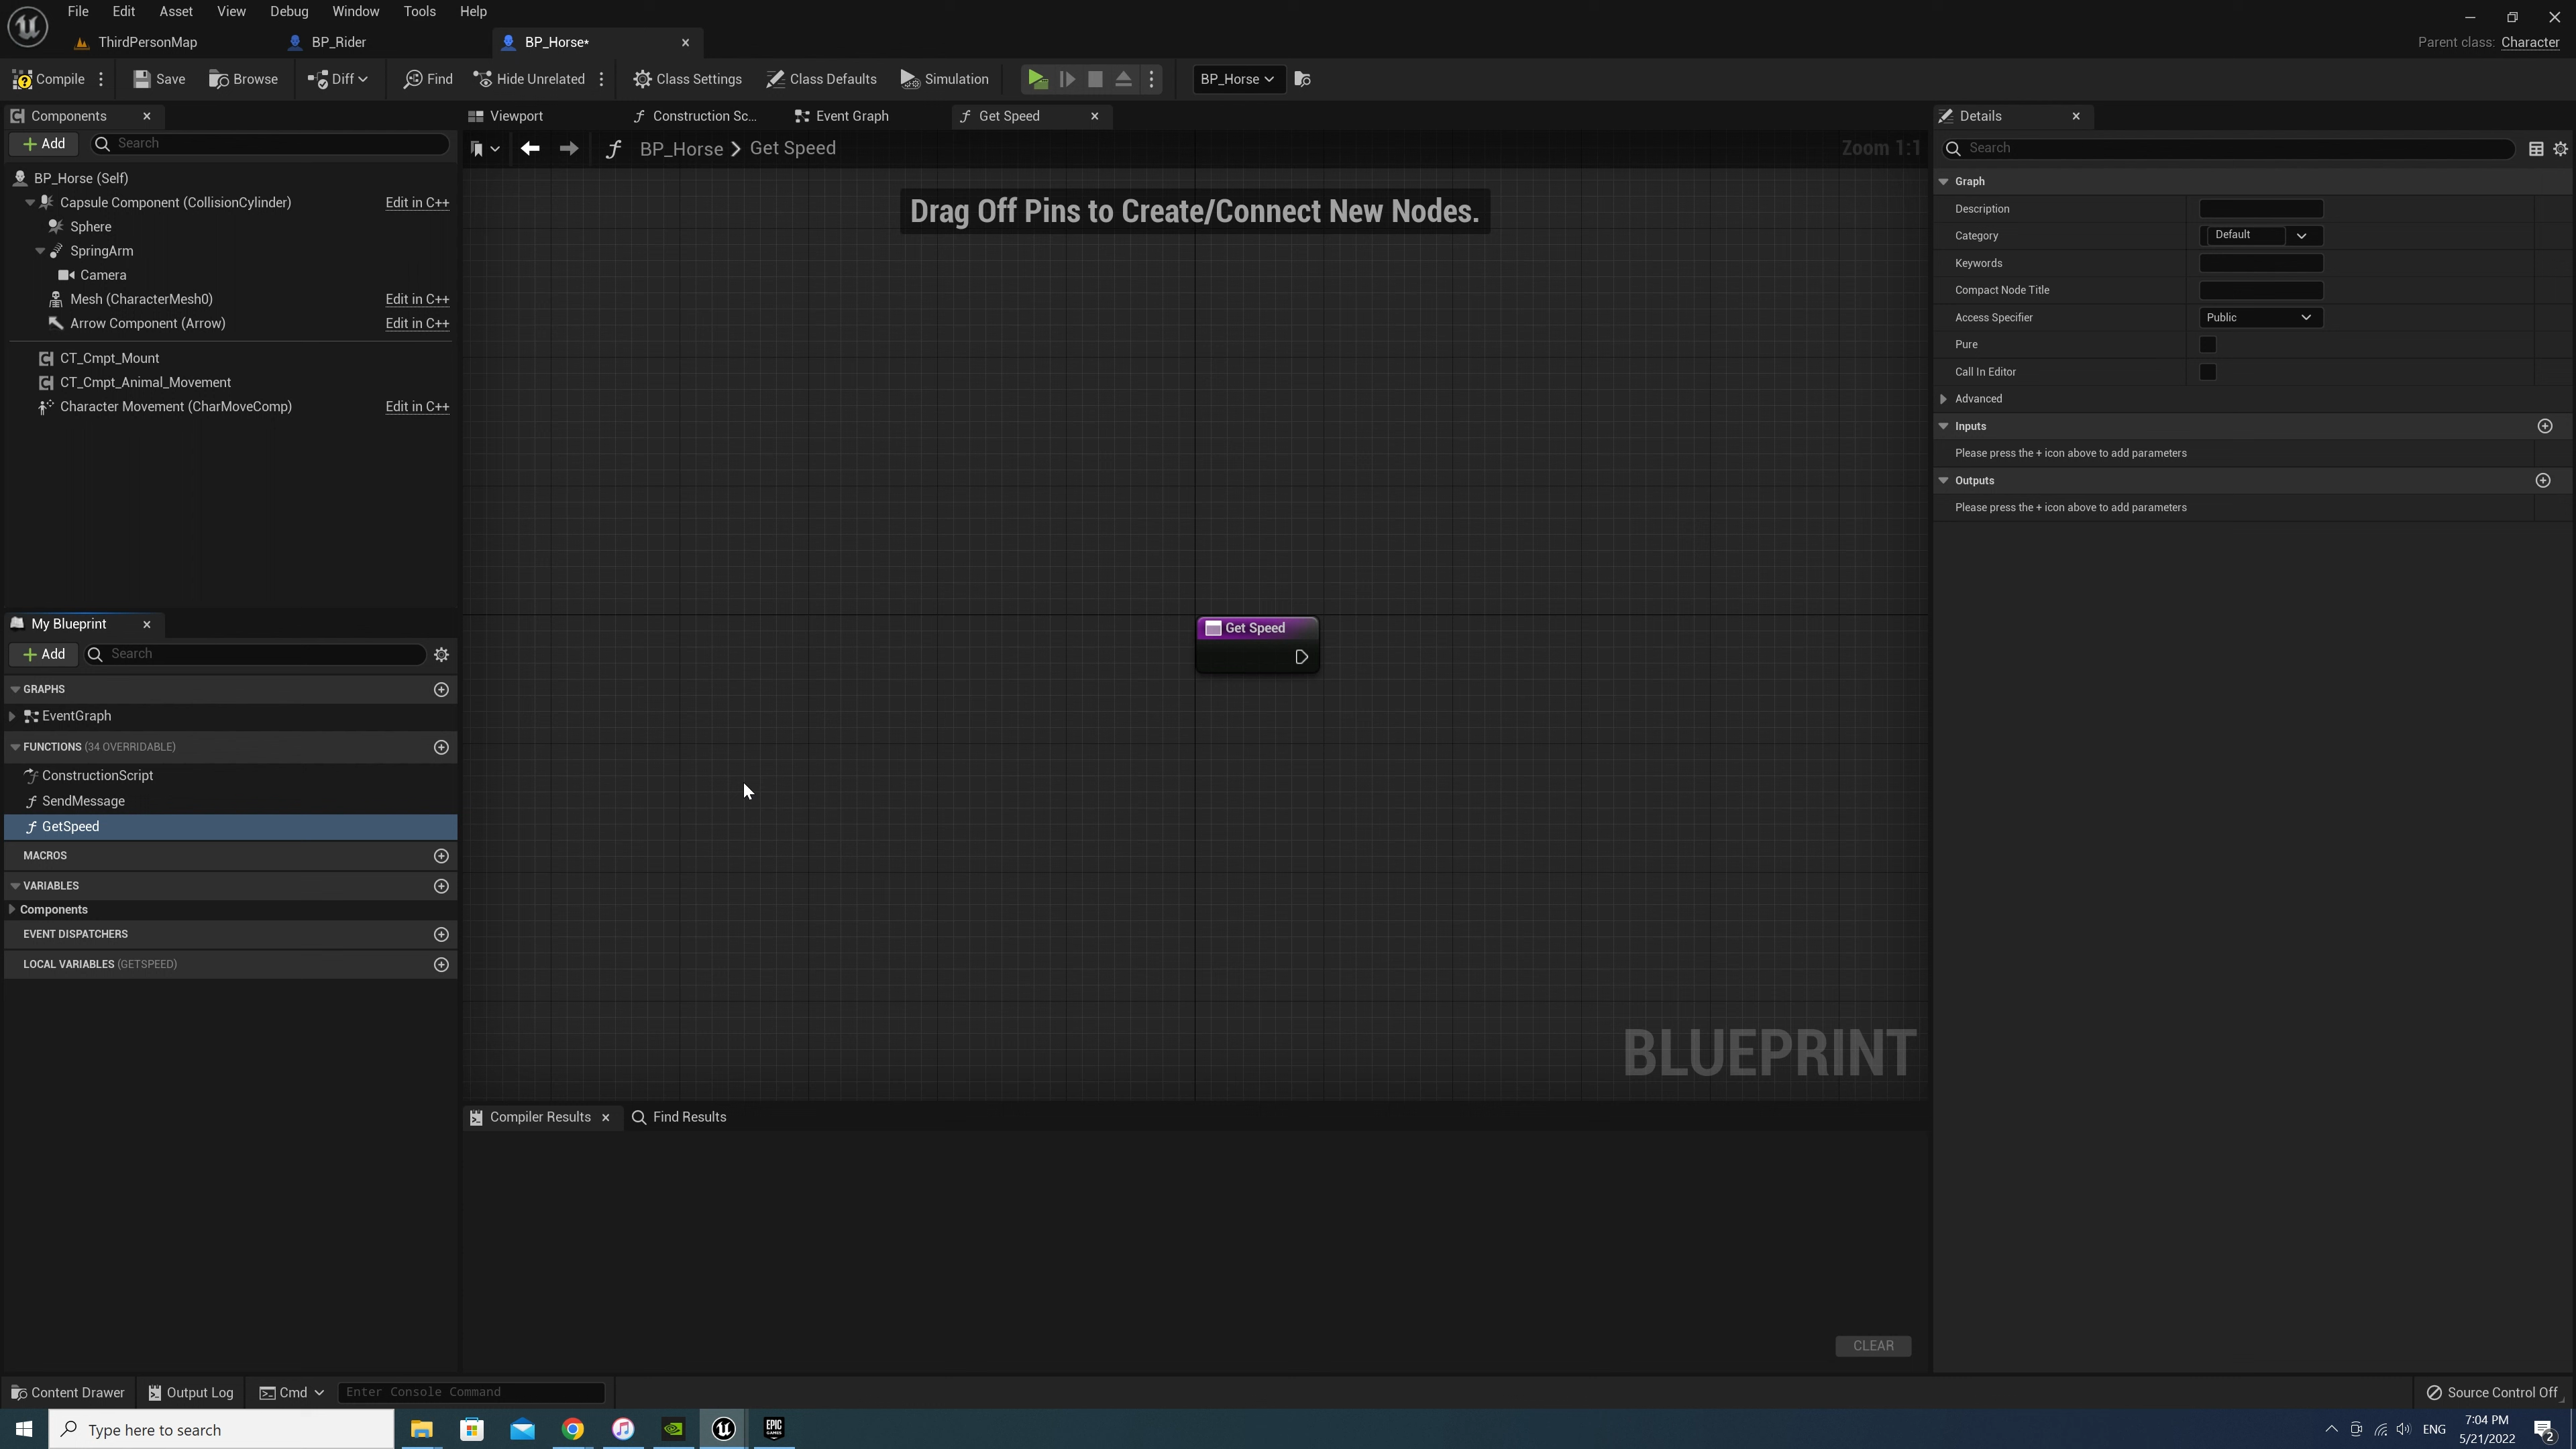 File Edit Asset View Debug Window Tools Help
ThirdPersonMap BP_Rider BP_Horse*
Parent class: Character
Compile Save Browse Diff Find Hide Unrelated Class Settings Class Defaults Simulation BP_Horse
Components
Add Search
BP_Horse (Self)
Capsule Component (CollisionCylinder) Edit in C++
Sphere
SpringArm
Camera
Mesh (CharacterMesh0) Edit in C++
Arrow Component (Arrow) Edit in C++
CT_Cmpt_Mount
CT_Cmpt_Animal_Movement
Character Movement (CharMoveComp) Edit in C++
My Blueprint
Add Search
GRAPHS
EventGraph
FUNCTIONS (34 OVERRIDABLE)
ConstructionScript
SendMessage
GetSpeed
MACROS
VARIABLES
Components
EVENT DISPATCHERS
LOCAL VARIABLES (GETSPEED)
Viewport Construction Sc... Event Graph Get Speed
BP_Horse > Get Speed
Zoom 1:1
Drag Off Pins to Create/Connect New Nodes.
Get Speed
BLUEPRINT
Compiler Results Find Results
CLEAR
Details
Search
Graph
Description
Category Default
Keywords
Compact Node Title
Access Specifier Public
Pure
Call In Editor
Advanced
Inputs
Please press the + icon above to add parameters
Outputs
Please press the + icon above to add parameters
Content Drawer Output Log Cmd Enter Console Command
Source Control Off
Type here to search
EPIC GAMES
ENG
7:04 PM
5/21/2022
2